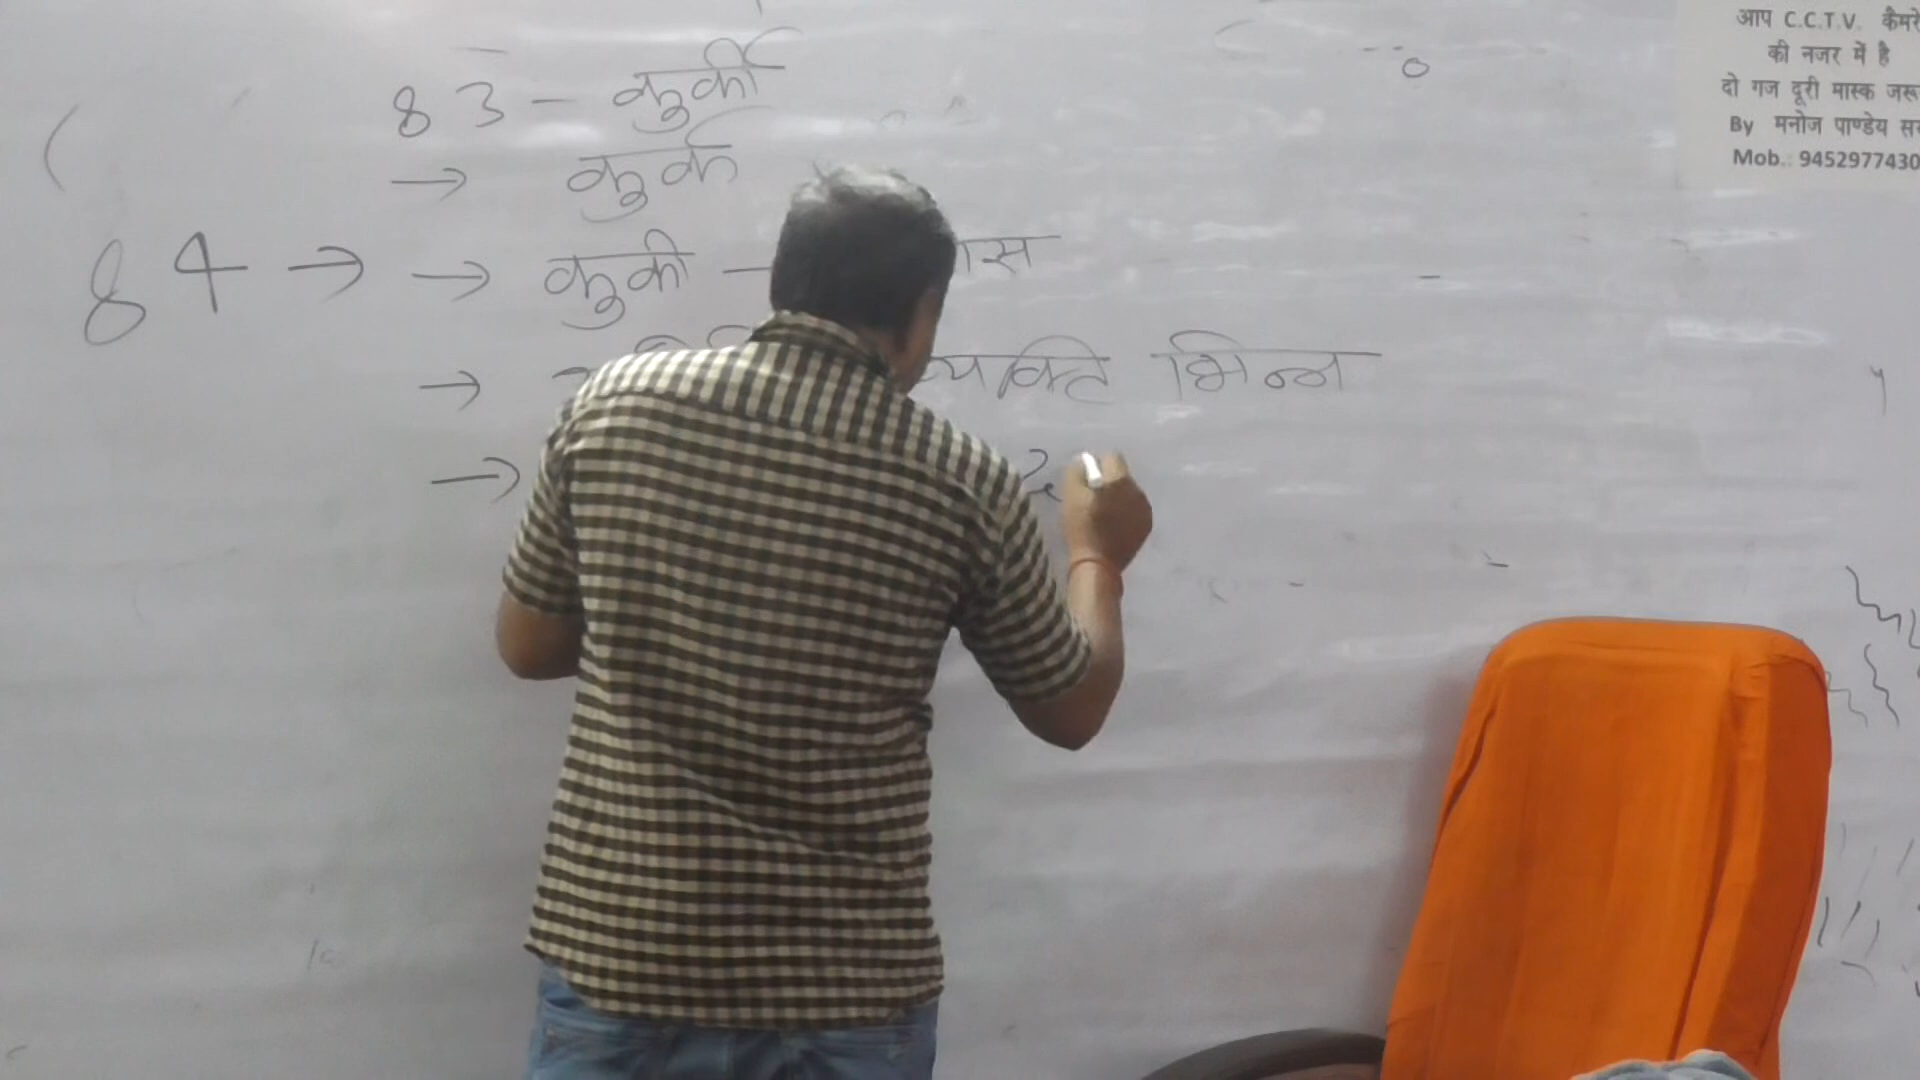 83 - कुर्की
→ कुर्क
84 → → कुर्की -
→ व्यक्ति भिन्न
→
आप C.C.T.V. कैमरे
की नजर में है
दो गज दूरी मास्क
By मनोज पाण्डेय
Mob.: 9452977430